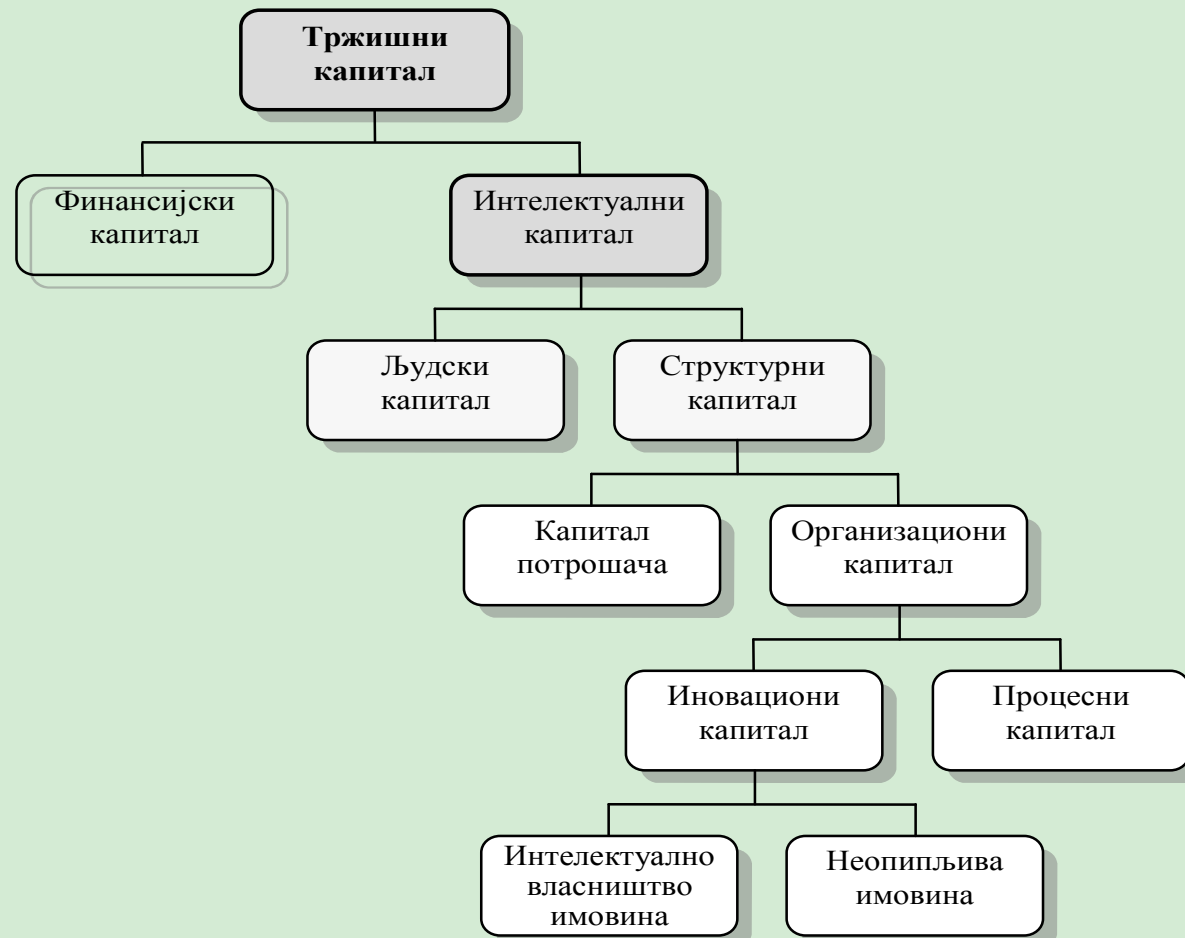 Тржишни
капитал
Финансијски
капитал
Интелектуални
капитал
Људски
капитал
Структурни
капитал
Капитал
потрошача
Организациони
капитал
Иновациони
капитал
Процесни
капитал
Интелектуално
власништво
имовина
Неопипљива
имовина